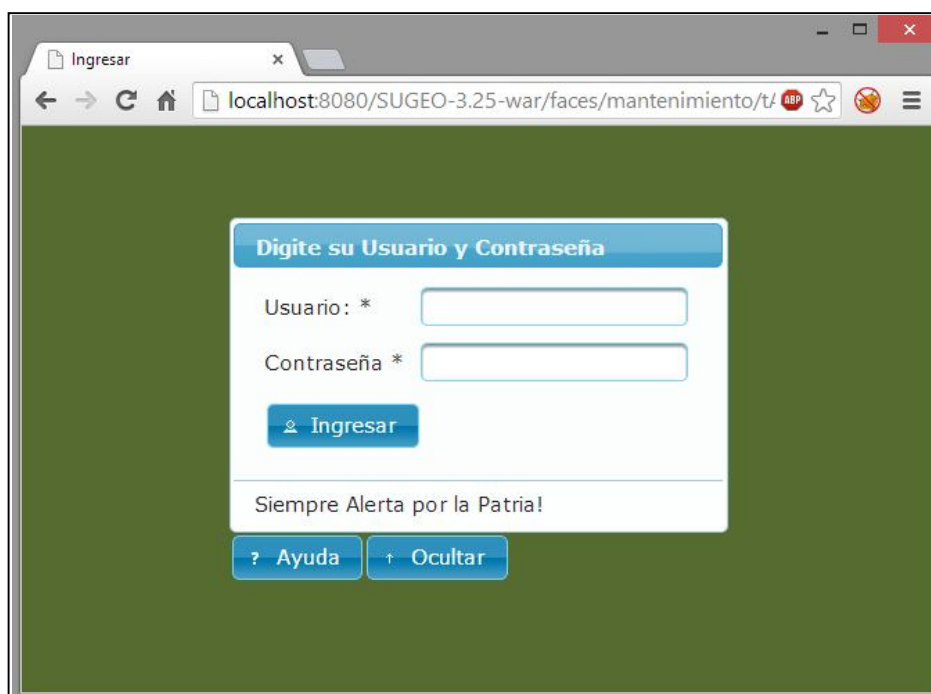 Ingresar
localhost:8080/SUGEO-3.25-war/faces/mantenimiento/t/
ABP
Digite su Usuario y Contraseña
Usuario: *
Contraseña *
Ingresar
Siempre Alerta por la Patria!
? Ayuda
↑ Ocultar